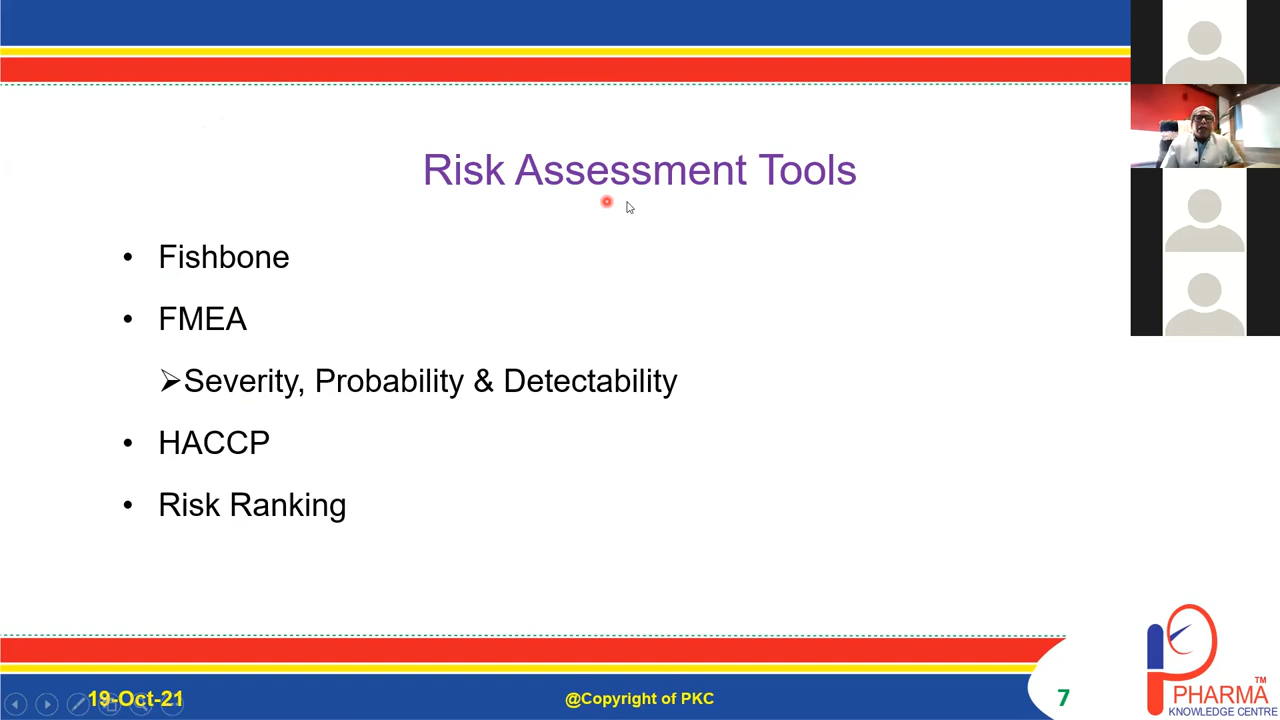 Risk Assessment Tools
• Fishbone
• FMEA
➢Severity, Probability & Detectability
• HACCP
• Risk Ranking
19-Oct-21
@Copyright of PKC
7
PHARMA™
KNOWLEDGE CENTRE